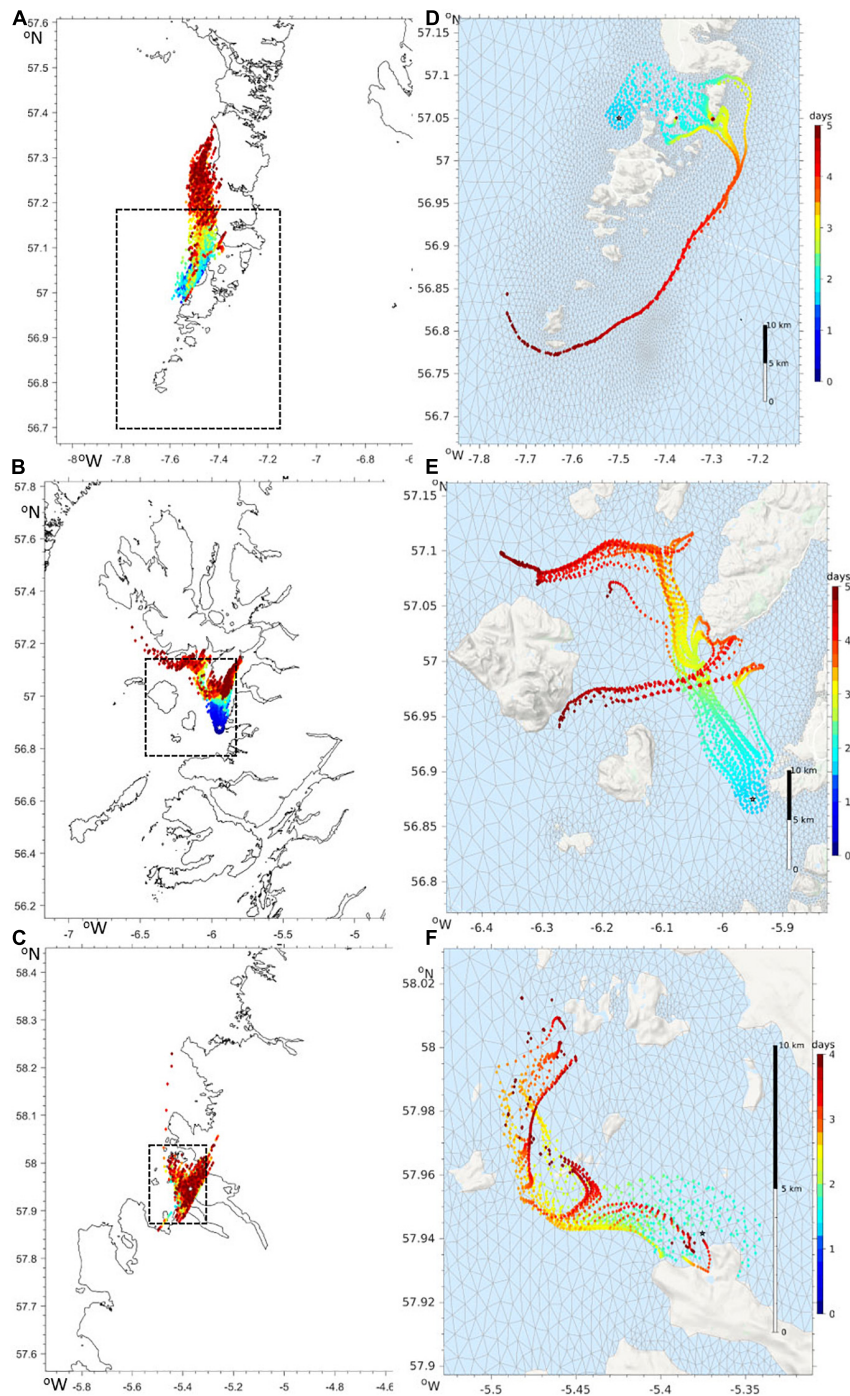 A
57.6
°N
57.5
57.4
57.3
57.2
57.1
57
56.9
56.8
56.7
-8°W -7.8 -7.6 -7.4 -7.2 -7 -6
D
57.15
°N
57.1
57.05
57
56.95
56.9
56.85
56.8
56.75
56.7
°W -7.8 -7.7 -7.6 -7.5 -7.4 -7.3 -7.2
10 km
5 km
0
days
5
4
3
2
1
0
B
57.8
°N
57.6
57.4
57.2
57
56.8
56.6
56.4
56.2
-7 °W -6.5 -6 -5.5 -5
E
57.15
°N
57.1
57.05
57
56.95
56.9
56.85
56.8
°W -6.4 -6.3 -6.2 -6.1 -6 -5.9
10 km
5 km
0
days
5
4
3
2
1
0
C
58.4
°N
58.3
58.2
58.1
58
57.9
57.8
57.7
57.6
°W -5.8 -5.6 -5.4 -5.2 -5 -4.8 -4.6
F
°N
58.02
58
57.98
57.96
57.94
57.92
57.9
°W -5.5 -5.45 -5.4 -5.35
10 km
5 km
0
days
4
3
2
1
0